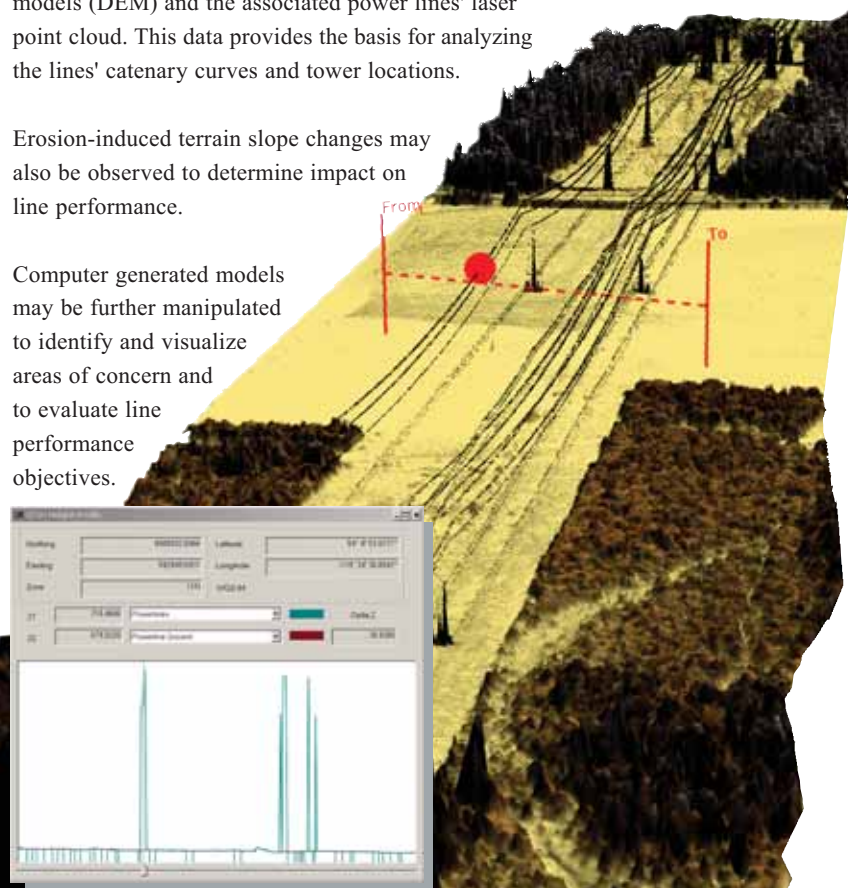 models (DEM) and the associated power lines' laser
point cloud. This data provides the basis for analyzing
the lines' catenary curves and tower locations.
Erosion-induced terrain slope changes may
also be observed to determine impact on
line performance.
From
To
Computer generated models
may be further manipulated
to identify and visualize
areas of concern and
to evaluate line
performance
objectives.
Northing Latitude
Easting Longitude
Zone
Z1 Powerlines Delta Z
Z2 Powerline Ground